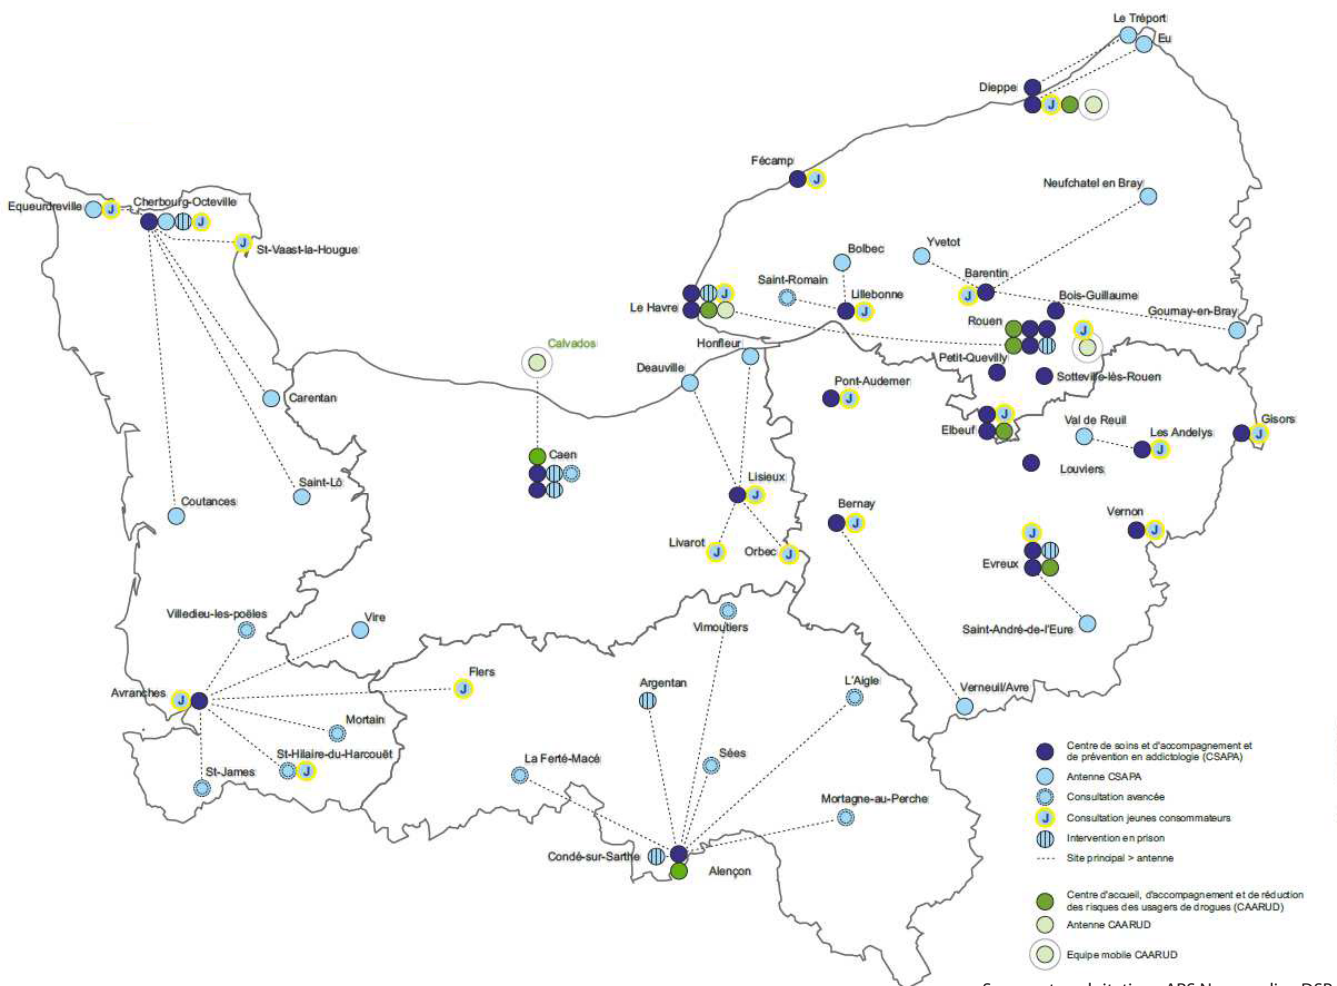 Le Tréport
Eu
Dieppe
J
Fécamp
J
Neufchatel en Bray
Equeurdreville
J
Cherbourg-Octeville
J
J
St-Vaast-la-Hougue
Bolbec
Yvetot
Saint-Romain
Barentin
J
Lillebonne
J
Bois-Guillaume
Gournay-en-Bray
Le Havre
J
Rouen
J
Calvados
Honfleur
Deauville
Petit-Quevilly
Sotteville-lès-Rouen
Pont-Audemer
J
Carentan
Elbeuf
J
Val de Reuil
Les Andelys
J
Gisors
J
Caen
Louviers
Saint-Lô
Coutances
Lisieux
J
Bernay
J
Vernon
J
Livarot
J
Orbec
J
J
Evreux
Villedieu-les-poëles
Vire
Vimoutiers
Saint-André-de-l'Eure
Avranches
J
Flers
J
Argentan
L'Aigle
Verneuil/Avre
Mortain
St-Hilaire-du-Harcouët
J
St-James
La Ferté-Macé
Sées
Mortagne-au-Perche
Condé-sur-Sarthe
Alençon
Centre de soins et d'accompagnement et
de prévention en addictologie (CSAPA)
Antenne CSAPA
Consultation avancée
J
Consultation jeunes consommateurs
Intervention en prison
Site principal > antenne
Centre d'accueil, d'accompagnement et de réduction
des risques des usagers de drogues (CAARUD)
Antenne CAARUD
Equipe mobile CAARUD